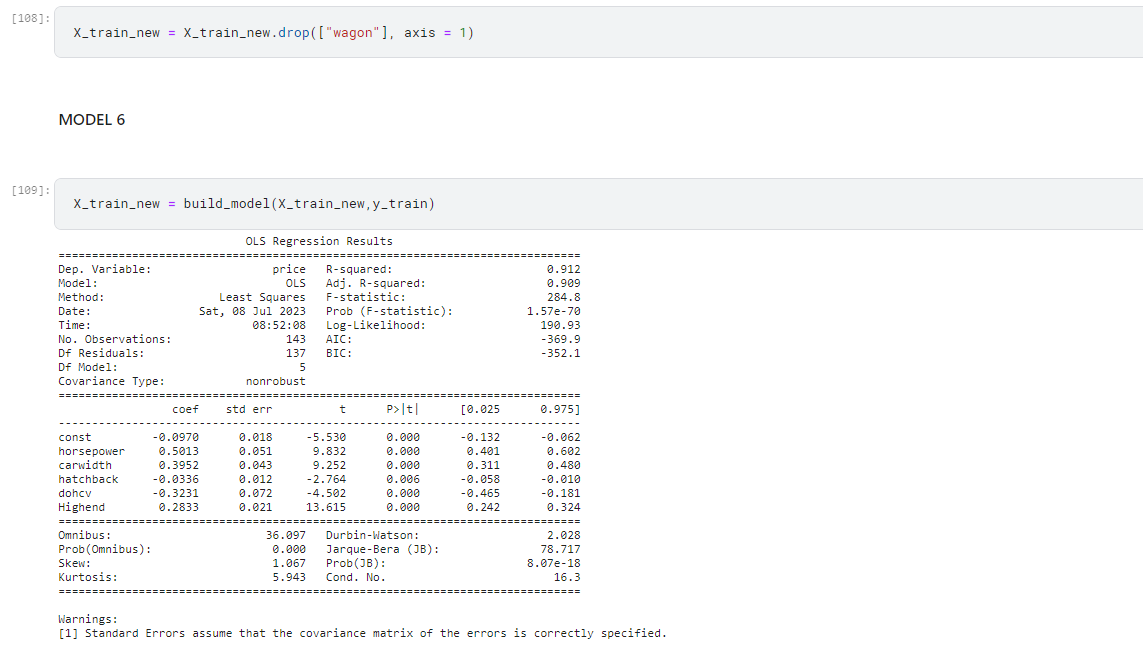 [108]:
X_train_new = X_train_new.drop(["wagon"], axis = 1)
MODEL 6
[109]:
X_train_new = build_model(X_train_new,y_train)
                            OLS Regression Results
==============================================================================
Dep. Variable:                  price   R-squared:                       0.912
Model:                            OLS   Adj. R-squared:                  0.909
Method:                 Least Squares   F-statistic:                     284.8
Date:                Sat, 08 Jul 2023   Prob (F-statistic):           1.57e-70
Time:                        08:52:08   Log-Likelihood:                 190.93
No. Observations:                 143   AIC:                            -369.9
Df Residuals:                     137   BIC:                            -352.1
Df Model:                           5
Covariance Type:            nonrobust
==============================================================================
                 coef    std err          t      P>|t|      [0.025      0.975]
------------------------------------------------------------------------------
const         -0.0970      0.018     -5.530      0.000      -0.132      -0.062
horsepower     0.5013      0.051      9.832      0.000       0.401       0.602
carwidth       0.3952      0.043      9.252      0.000       0.311       0.480
hatchback     -0.0336      0.012     -2.764      0.006      -0.058      -0.010
dohcv         -0.3231      0.072     -4.502      0.000      -0.465      -0.181
Highend        0.2833      0.021     13.615      0.000       0.242       0.324
==============================================================================
Omnibus:                       36.097   Durbin-Watson:                   2.028
Prob(Omnibus):                  0.000   Jarque-Bera (JB):               78.717
Skew:                           1.067   Prob(JB):                     8.07e-18
Kurtosis:                       5.943   Cond. No.                         16.3
==============================================================================
Warnings:
[1] Standard Errors assume that the covariance matrix of the errors is correctly specified.